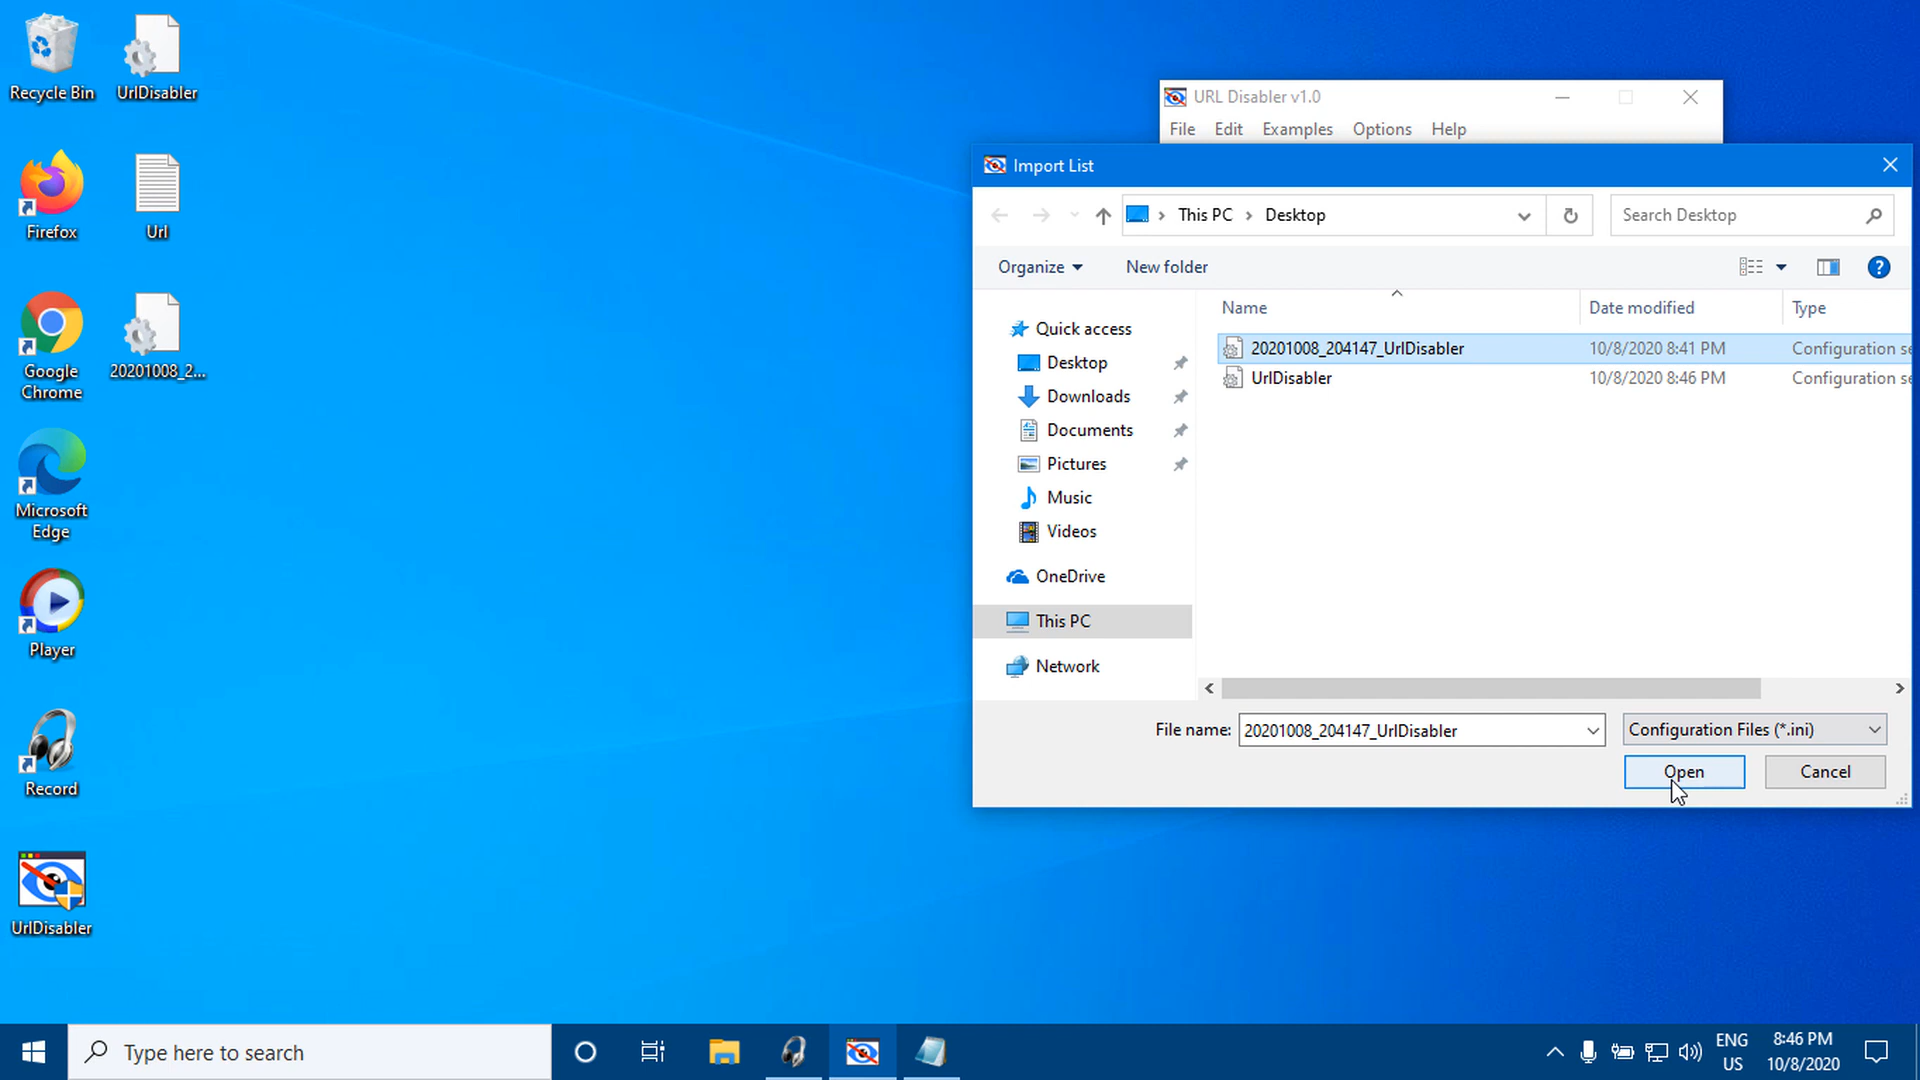 Recycle Bin
UrlDisabler
Firefox
Url
Google
Chrome
20201008_2...
Microsoft
Edge
Player
Record
UrlDisabler
URL Disabler v1.0
File Edit Examples Options Help
Import List
This PC > Desktop
Search Desktop
Organize New folder
Name Date modified Type
20201008_204147_UrlDisabler 10/8/2020 8:41 PM Configuration se
UrlDisabler 10/8/2020 8:46 PM Configuration se
Quick access
Desktop
Downloads
Documents
Pictures
Music
Videos
OneDrive
This PC
Network
File name: 20201008_204147_UrlDisabler Configuration Files (*.ini)
Open Cancel
Type here to search
ENG
US
8:46 PM
10/8/2020